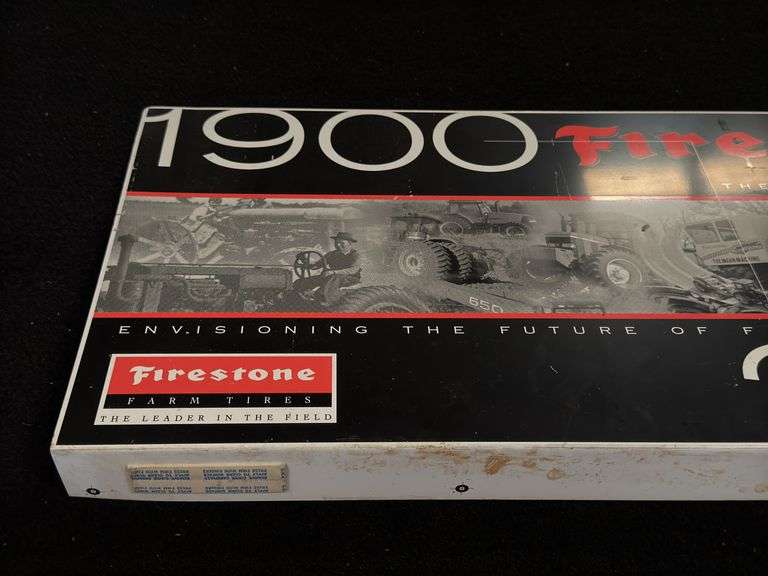 1900 Fire
THE
650
ENVISIONING THE FUTURE OF F
Firestone
FARM TIRES
THE LEADER IN THE FIELD